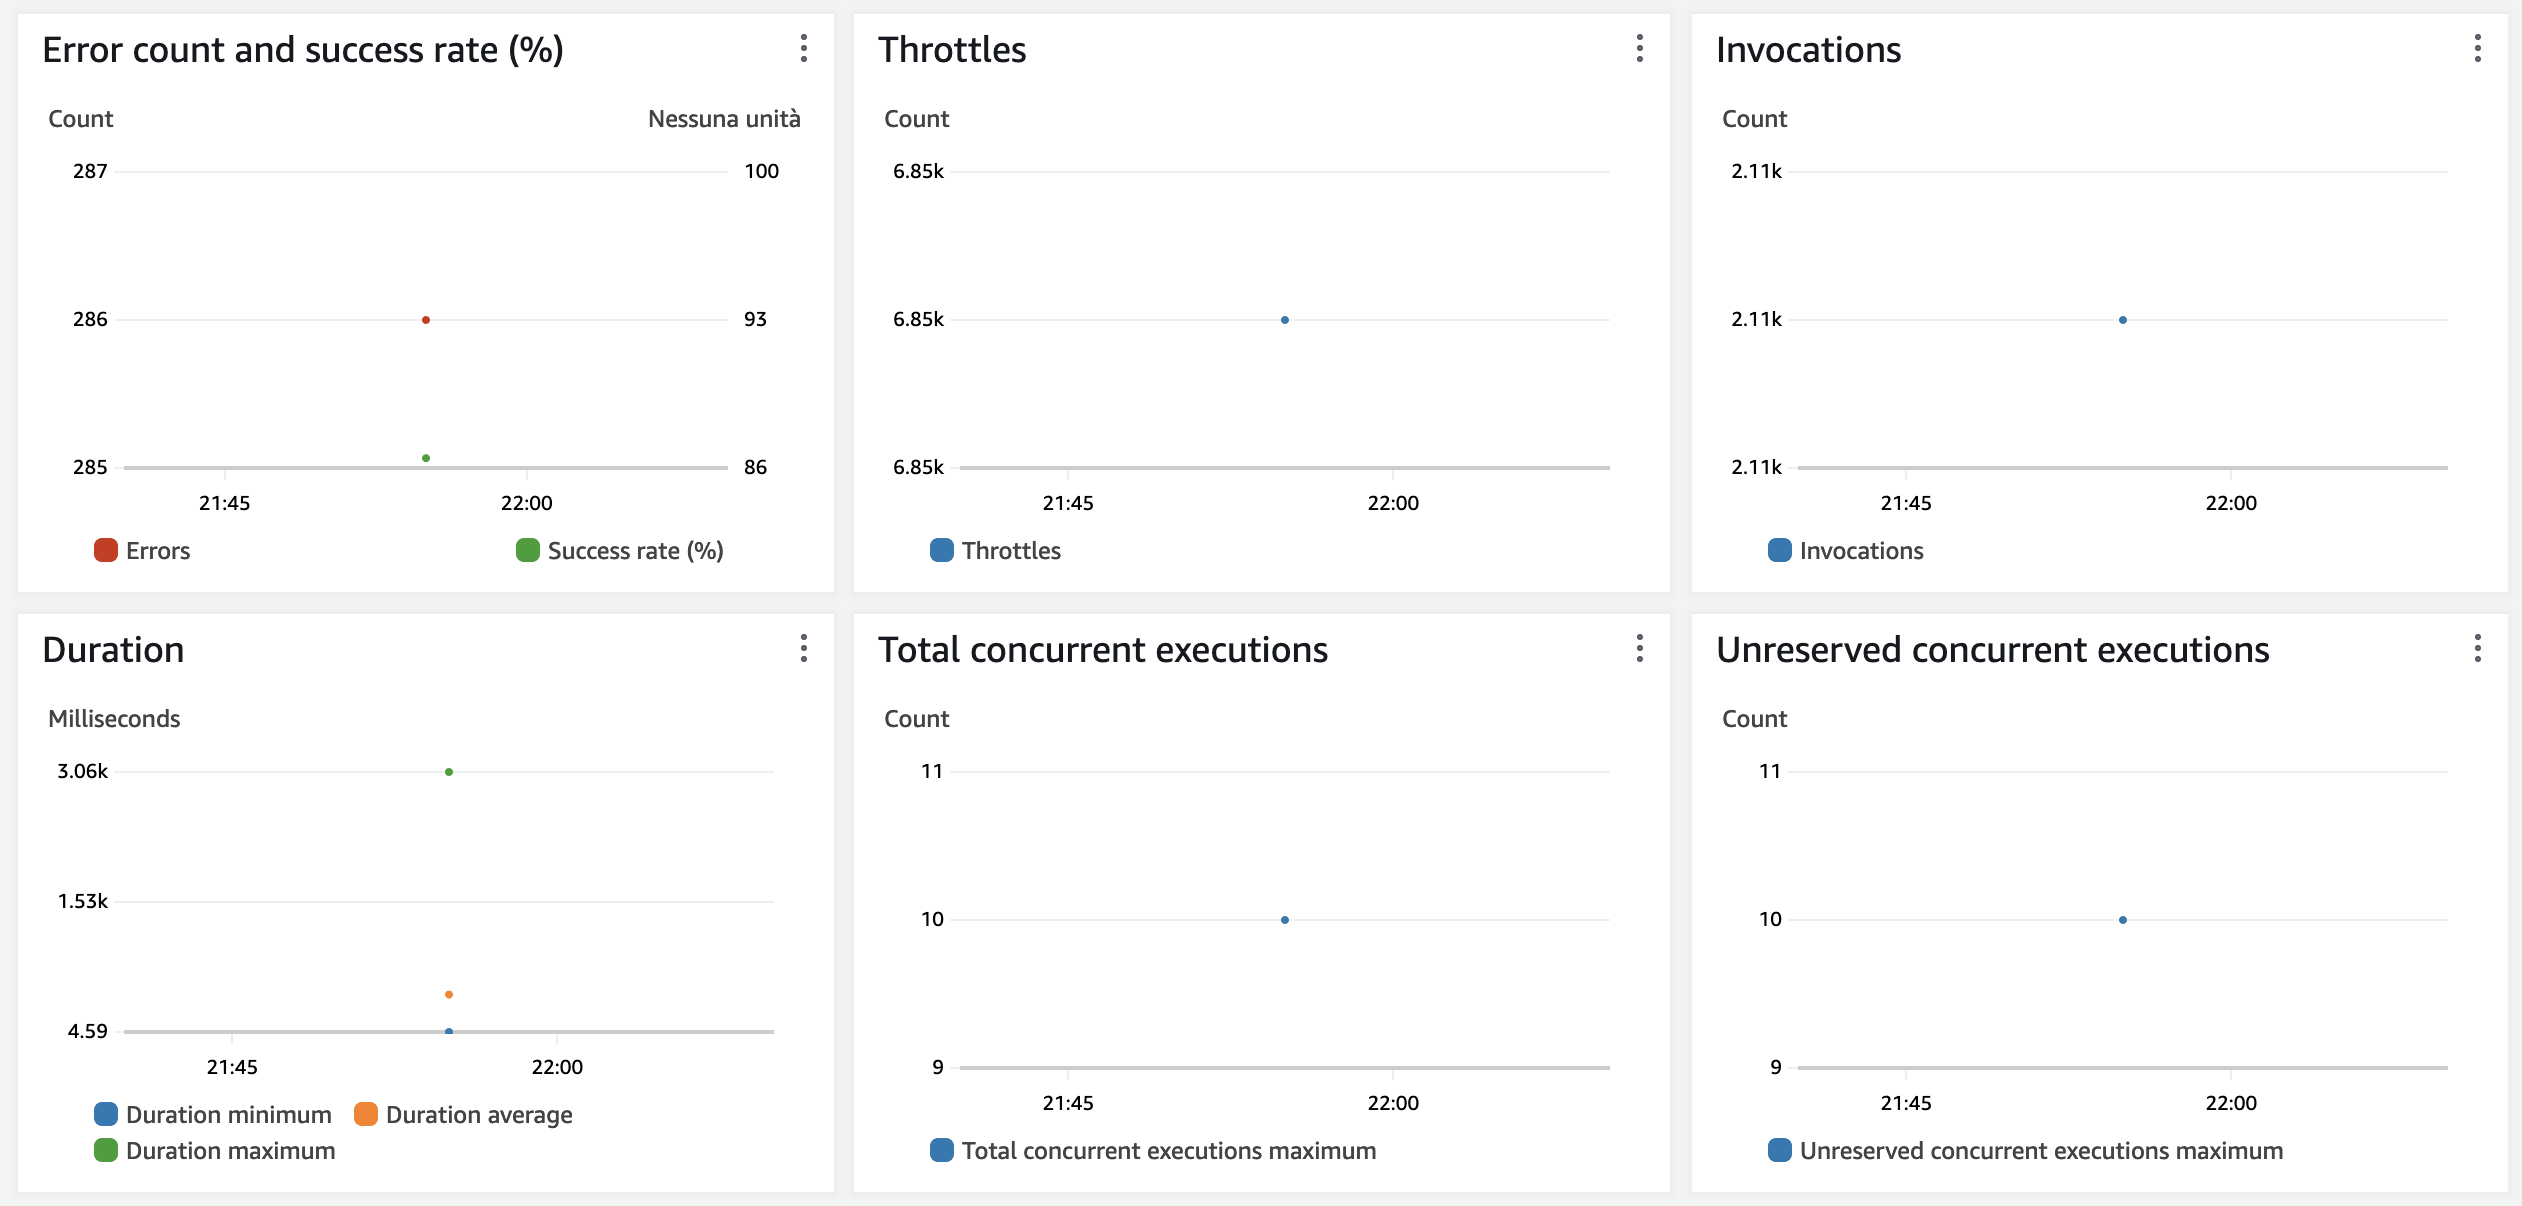 Error count and success rate (%)
Count
Nessuna unità
287
100
286
93
285
86
21:45
22:00
Errors
Success rate (%)
Throttles
Count
6.85k
6.85k
6.85k
21:45
22:00
Throttles
Invocations
Count
2.11k
2.11k
2.11k
21:45
22:00
Invocations
Duration
Milliseconds
3.06k
1.53k
4.59
21:45
22:00
Duration minimum
Duration average
Duration maximum
Total concurrent executions
Count
11
10
9
21:45
22:00
Total concurrent executions maximum
Unreserved concurrent executions
Count
11
10
9
21:45
22:00
Unreserved concurrent executions maximum